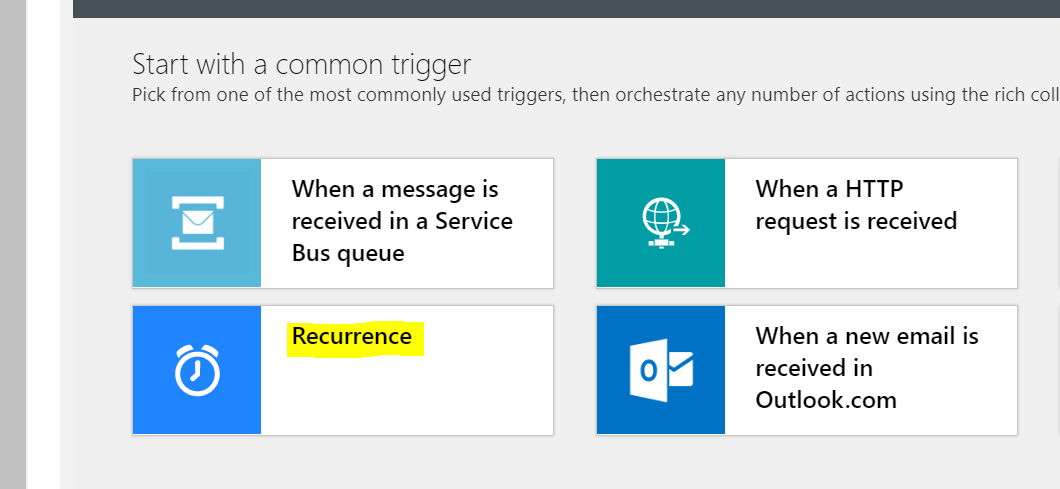 Start with a common trigger
Pick from one of the most commonly used triggers, then orchestrate any number of actions using the rich
When a message is
received in a Service
Bus queue
When a HTTP
request is received
Recurrence
When a new email is
received in
Outlook.com